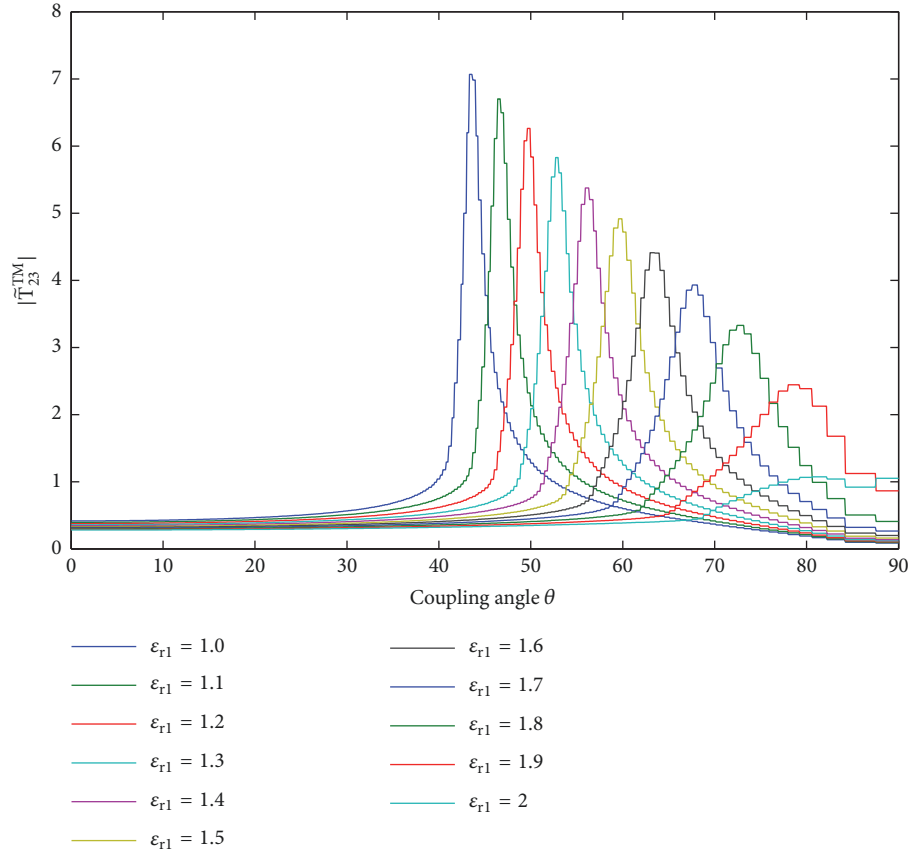 8
7
6
5
4
3
2
1
0
|T̃₂₃ᵀᴹ|
0 10 20 30 40 50 60 70 80 90
Coupling angle θ
εr1 = 1.0
εr1 = 1.1
εr1 = 1.2
εr1 = 1.3
εr1 = 1.4
εr1 = 1.5
εr1 = 1.6
εr1 = 1.7
εr1 = 1.8
εr1 = 1.9
εr1 = 2